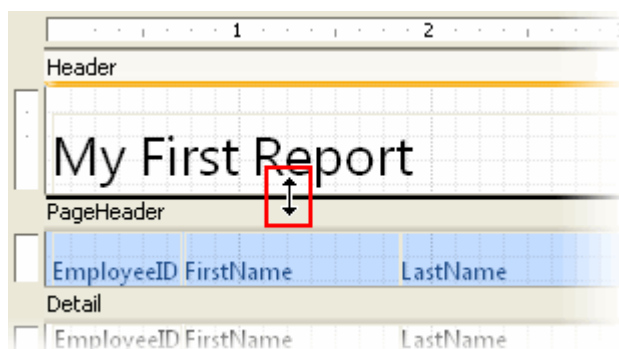 1 2
Header
My First Report
PageHeader
EmployeeID FirstName LastName
Detail
EmployeeID FirstName LastName